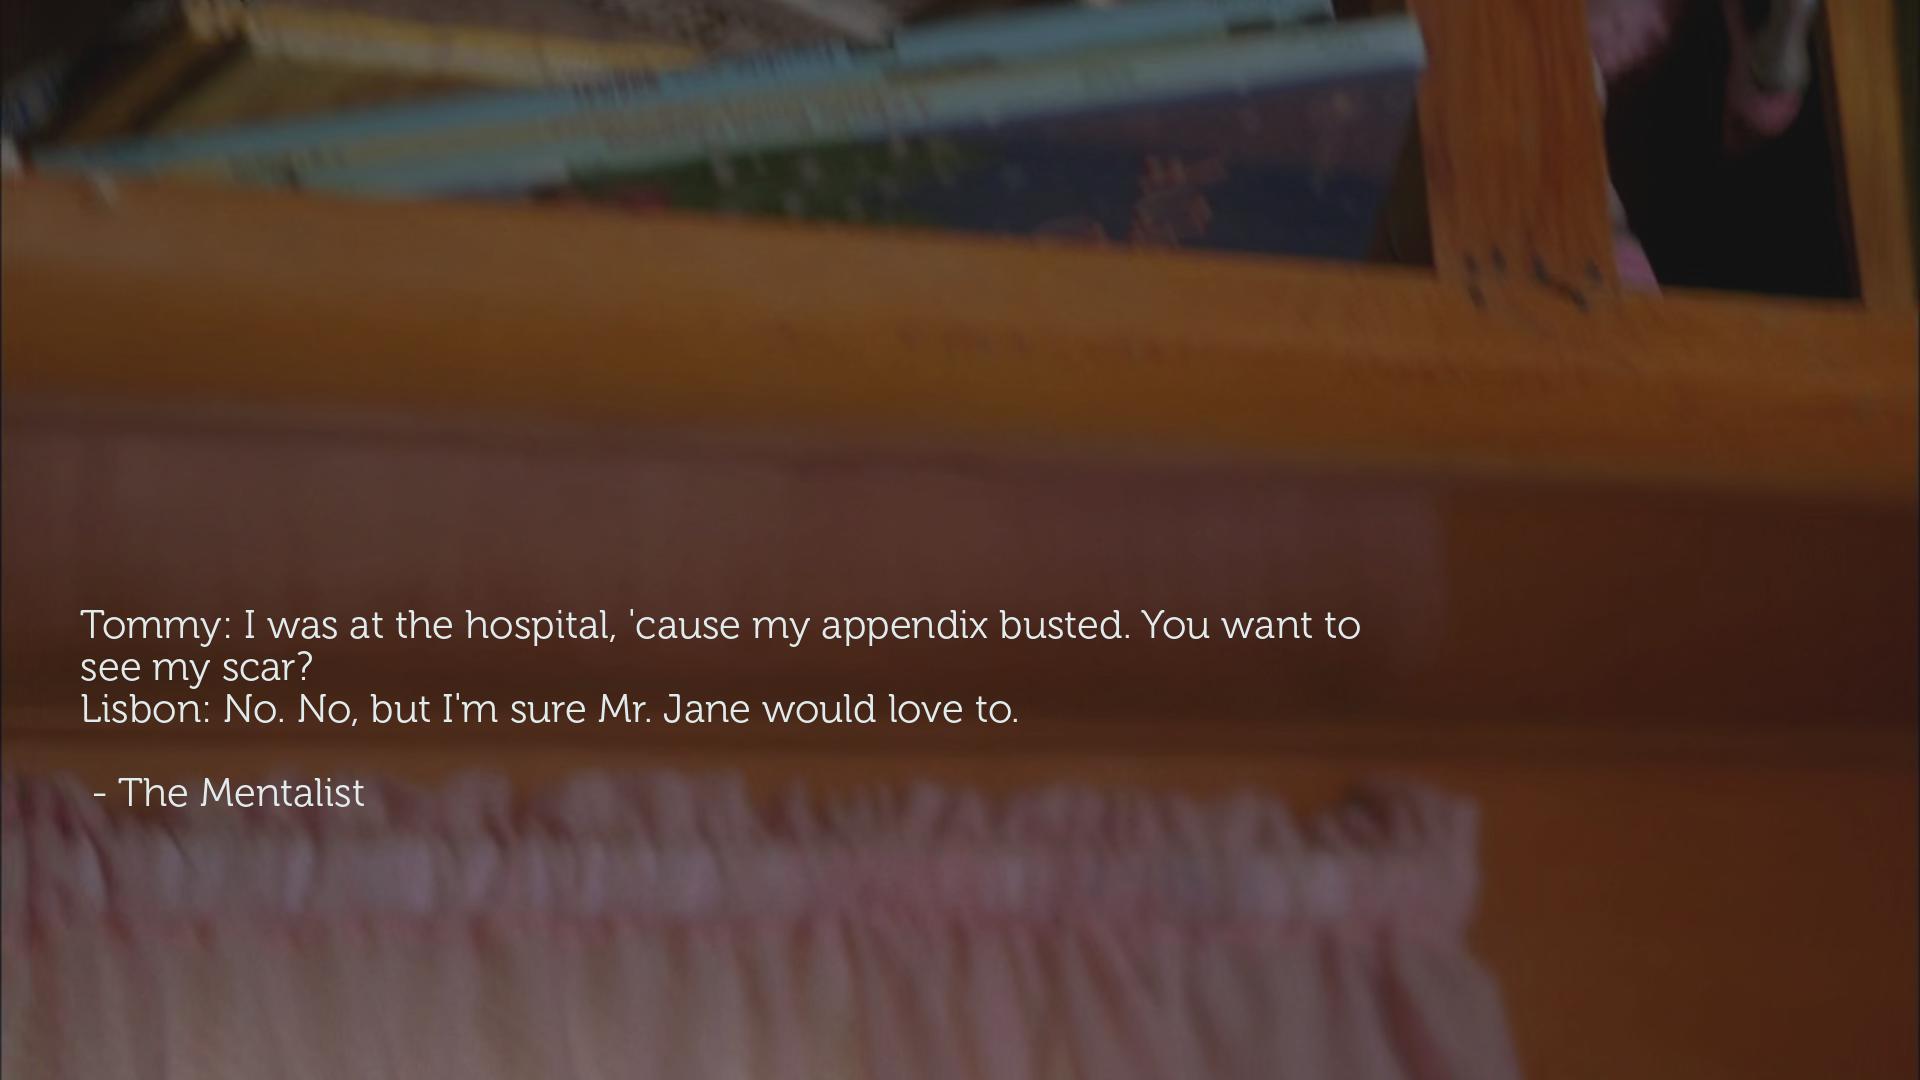 Tommy: I was at the hospital, 'cause my appendix busted. You want to
see my scar?
Lisbon: No. No, but I'm sure Mr. Jane would love to.
- The Mentalist